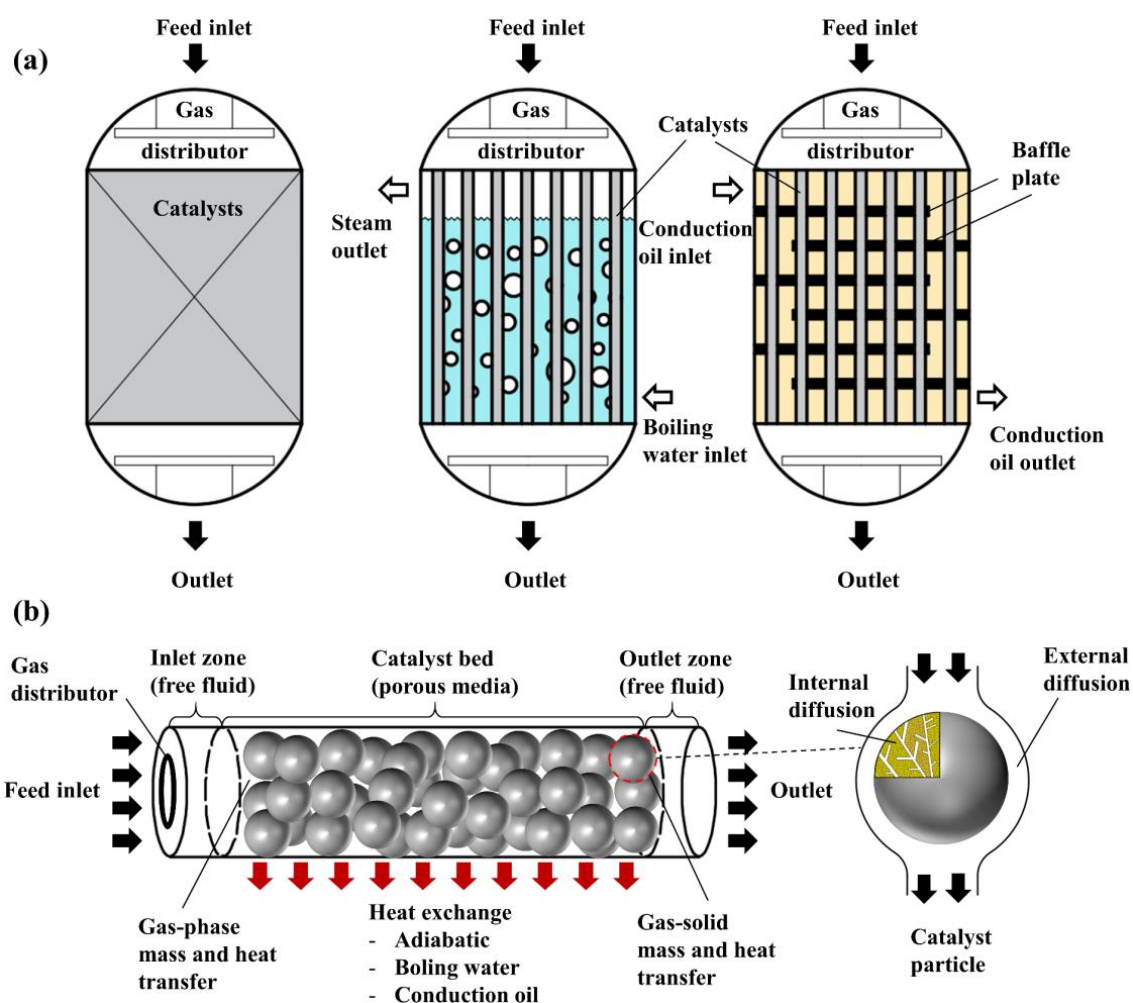 (a)
Feed inlet
Feed inlet
Feed inlet
Gas
distributor
Gas
distributor
Gas
distributor
Catalysts
Catalysts
Baffle
plate
Steam
outlet
Conduction
oil inlet
Boiling
water inlet
Conduction
oil outlet
Outlet
Outlet
Outlet
(b)
Gas
distributor
Inlet zone
(free fluid)
Catalyst bed
(porous media)
Outlet zone
(free fluid)
Internal
diffusion
External
diffusion
Feed inlet
Outlet
Gas-phase
mass and heat
transfer
Heat exchange
- Adiabatic
- Boling water
- Conduction oil
Gas-solid
mass and heat
transfer
Catalyst
particle